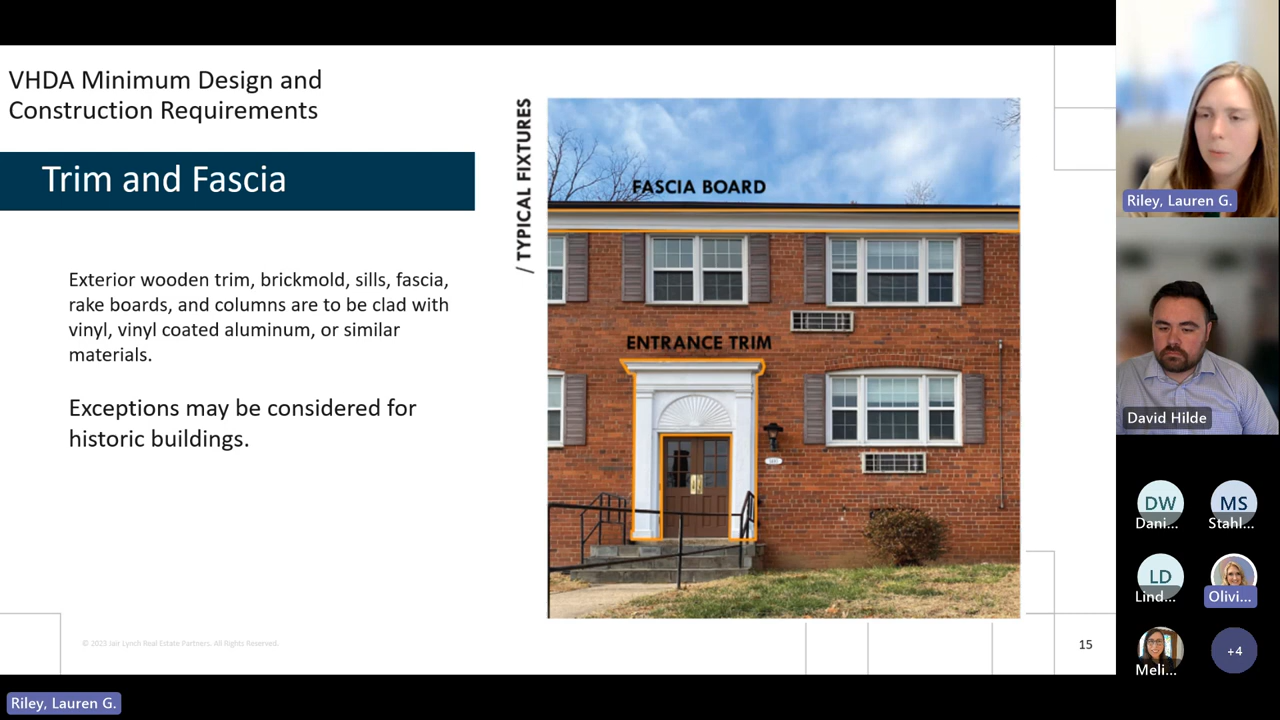 VHDA Minimum Design and
Construction Requirements
Trim and Fascia
Exterior wooden trim, brickmold, sills, fascia,
rake boards, and columns are to be clad with
vinyl, vinyl coated aluminum, or similar
materials.
Exceptions may be considered for
historic buildings.
/ TYPICAL FIXTURES
FASCIA BOARD
ENTRANCE TRIM
© 2023 Jair Lynch Real Estate Partners, All Rights Reserved.
15
Riley, Lauren G.
David Hilde
DW
Dani...
MS
Stahl...
LD
Lind...
Olivi...
Meli...
+4
Riley, Lauren G.